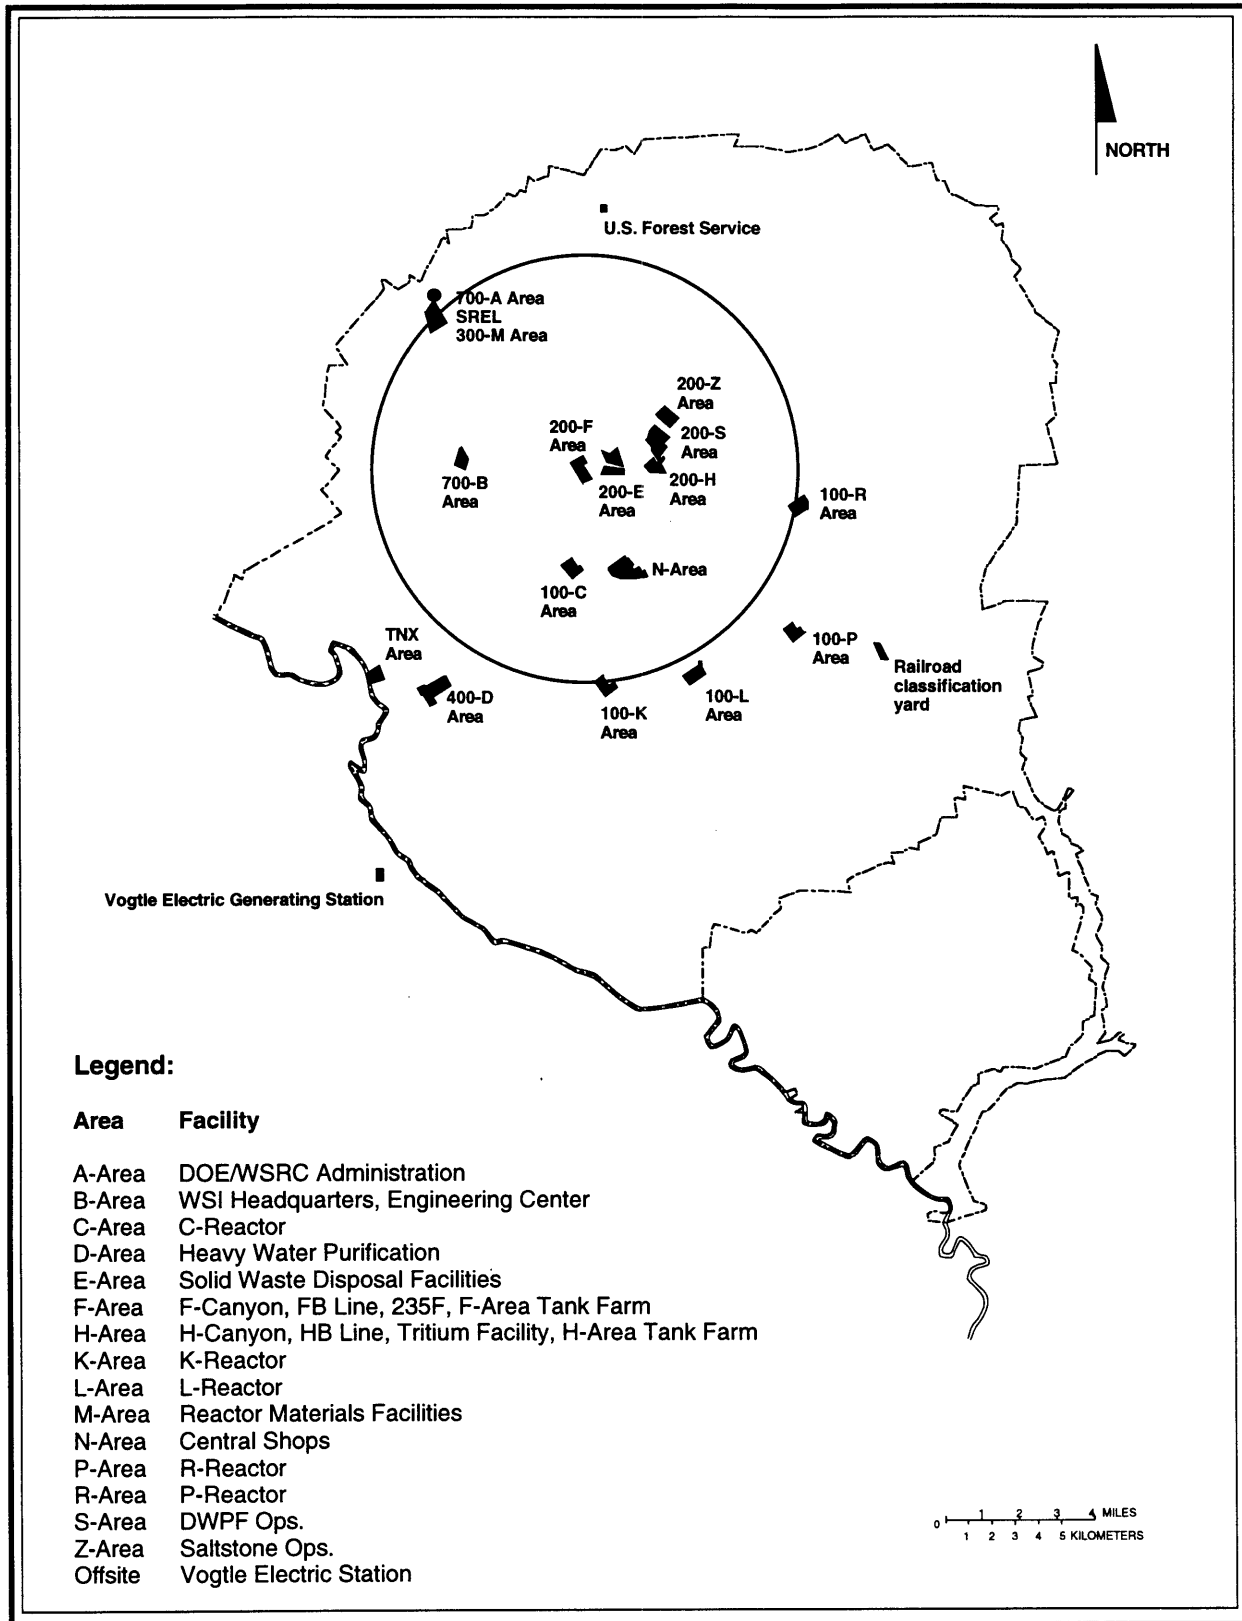 NORTH
U.S. Forest Service
700-A Area
SREL
300-M Area
200-Z
Area
200-F
Area
200-S
Area
700-B
Area
200-E
Area
200-H
Area
100-R
Area
100-C
Area
N-Area
TNX
Area
100-P
Area
Railroad
classification
yard
400-D
Area
100-K
Area
100-L
Area
Vogtle Electric Generating Station
Legend:
Area Facility
A-Area DOE/WSRC Administration
B-Area WSI Headquarters, Engineering Center
C-Area C-Reactor
D-Area Heavy Water Purification
E-Area Solid Waste Disposal Facilities
F-Area F-Canyon, FB Line, 235F, F-Area Tank Farm
H-Area H-Canyon, HB Line, Tritium Facility, H-Area Tank Farm
K-Area K-Reactor
L-Area L-Reactor
M-Area Reactor Materials Facilities
N-Area Central Shops
P-Area R-Reactor
R-Area P-Reactor
S-Area DWPF Ops.
Z-Area Saltstone Ops.
Offsite Vogtle Electric Station
0 1 2 3 4 MILES
1 2 3 4 5 KILOMETERS